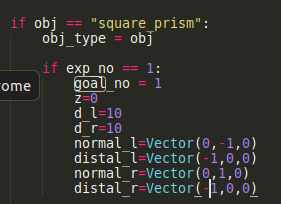 if obj == "square_prism":
    obj_type = obj

    if exp_no == 1:
        goal_no = 1
ome
        z=0
        d_l=10
        d_r=10
        normal_l=Vector(0,-1,0)
        distal_l=Vector(-1,0,0)
        normal_r=Vector(0,1,0)
        distal_r=Vector(-1,0,0)